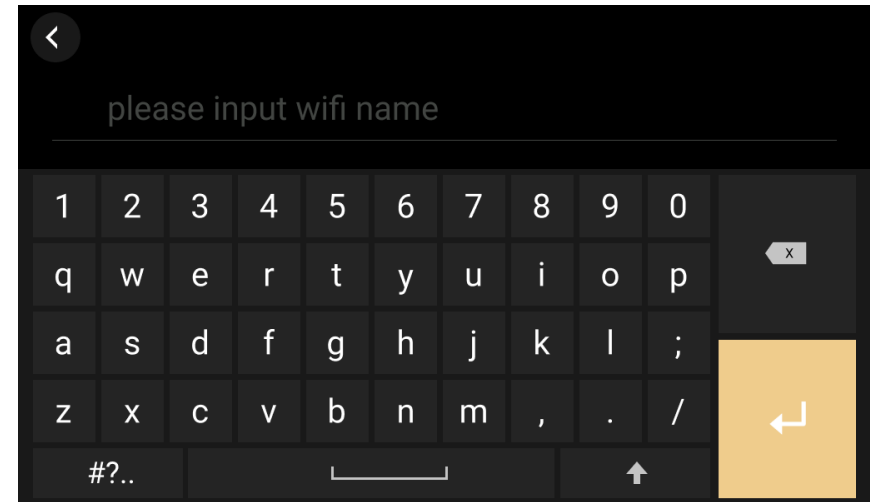 please input wifi name
1 2 3 4 5 6 7 8 9 0
q w e r t y u i o p
x
a s d f g h j k l ;
z x c v b n m , . /
#?..